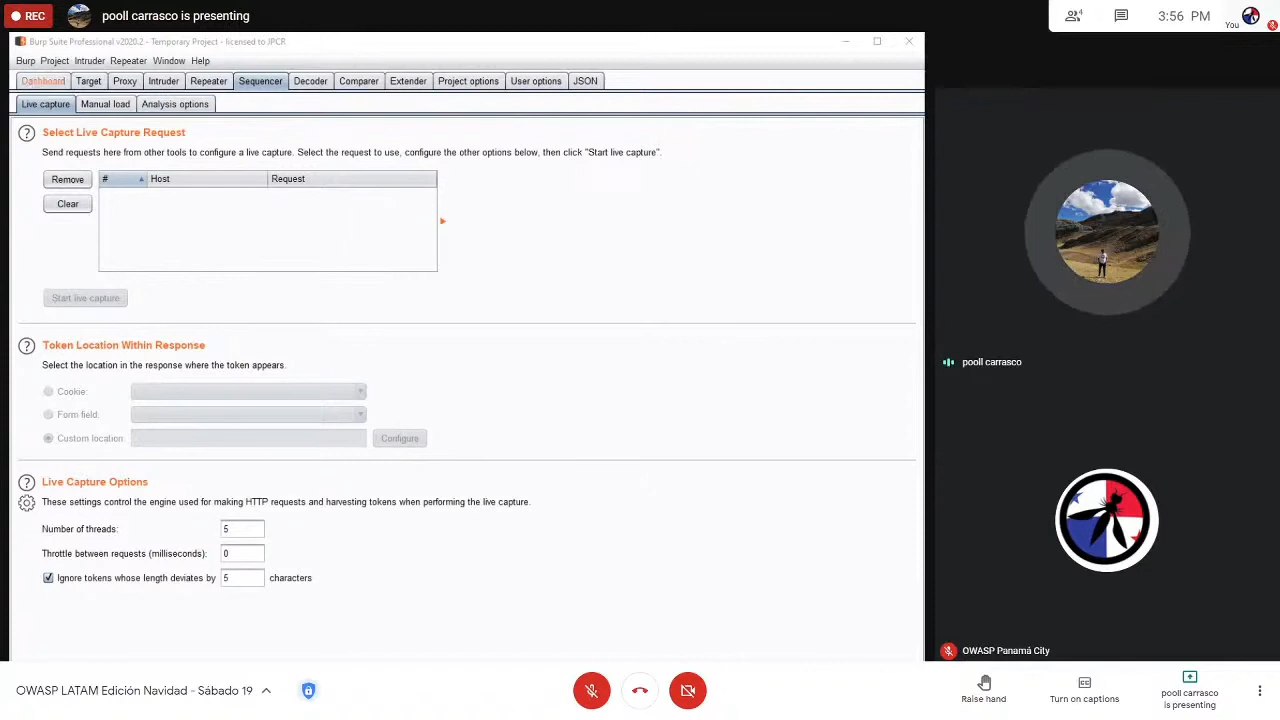 REC
pooll carrasco is presenting
4
3:56 PM
You
Burp Suite Professional v2020.2 - Temporary Project - licensed to JPCR
Burp Project Intruder Repeater Window Help
Dashboard Target Proxy Intruder Repeater Sequencer Decoder Comparer Extender Project options User options JSON
Live capture Manual load Analysis options
? Select Live Capture Request
Send requests here from other tools to configure a live capture. Select the request to use, configure the other options below, then click "Start live capture".
Remove # Host Request
Clear
Start live capture
? Token Location Within Response
Select the location in the response where the token appears.
Cookie:
Form field:
Custom location: Configure
? Live Capture Options
These settings control the engine used for making HTTP requests and harvesting tokens when performing the live capture.
Number of threads: 5
Throttle between requests (milliseconds): 0
Ignore tokens whose length deviates by 5 characters
pooll carrasco
OWASP Panamá City
OWASP LATAM Edición Navidad - Sábado 19
Raise hand
Turn on captions
pooll carrasco
is presenting